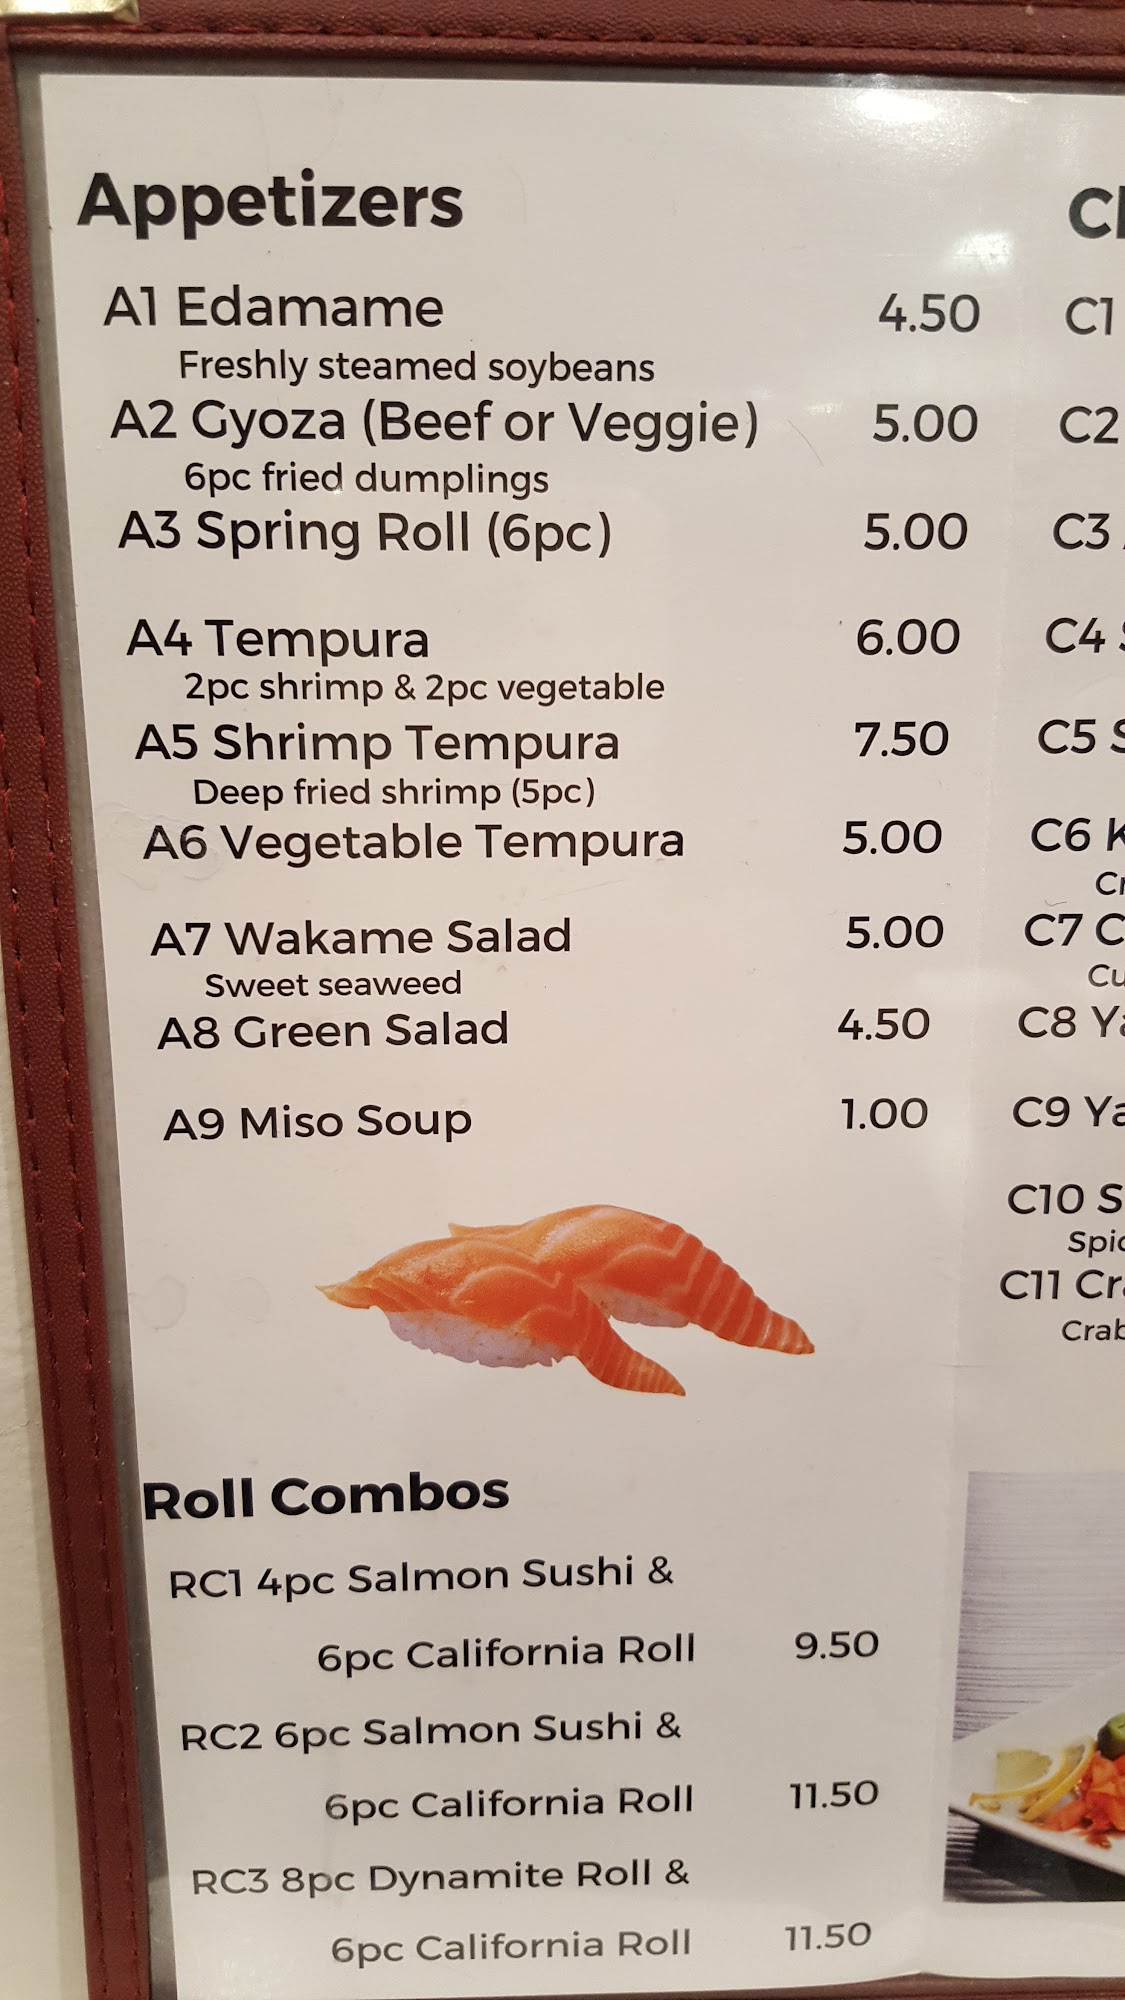 Appetizers
A1 Edamame 4.50
Freshly steamed soybeans
A2 Gyoza (Beef or Veggie) 5.00
6pc fried dumplings
A3 Spring Roll (6pc) 5.00
A4 Tempura 6.00
2pc shrimp & 2pc vegetable
A5 Shrimp Tempura 7.50
Deep fried shrimp (5pc)
A6 Vegetable Tempura 5.00
A7 Wakame Salad 5.00
Sweet seaweed
A8 Green Salad 4.50
A9 Miso Soup 1.00
Roll Combos
RC1 4pc Salmon Sushi &
6pc California Roll 9.50
RC2 6pc Salmon Sushi &
6pc California Roll 11.50
RC3 8pc Dynamite Roll &
6pc California Roll 11.50
C1
C2
C3
C4
C5
C6
C7
C8
C9
C10
C11